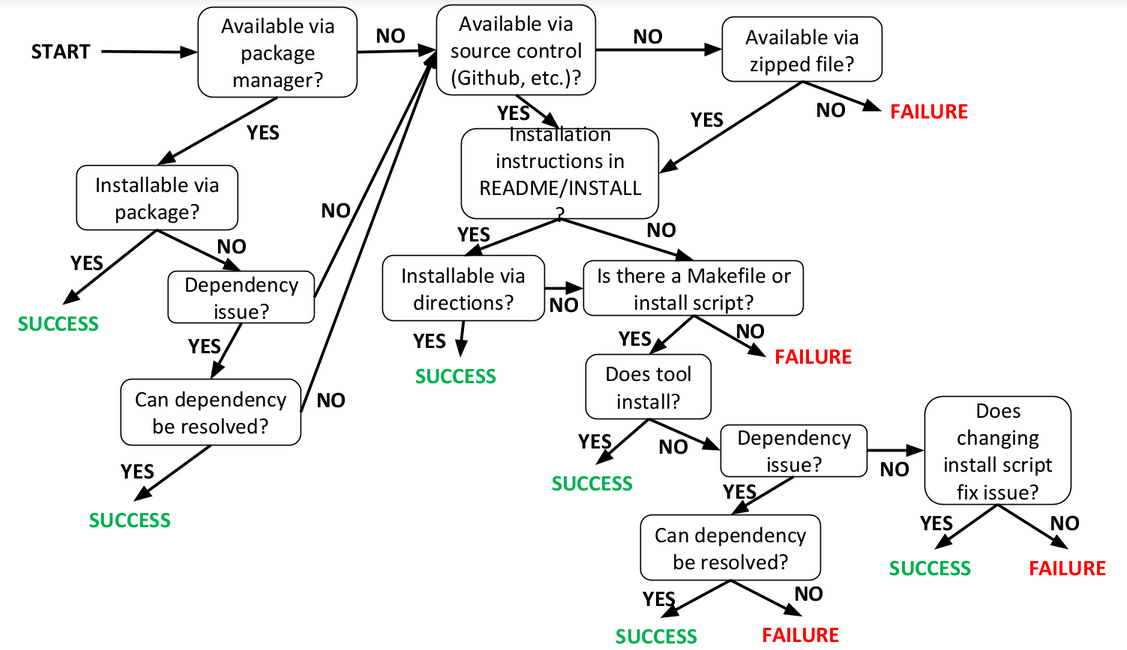 START
Available via
package
manager?
NO
Available via
source control
(Github, etc.)?
NO
Available via
zipped file?
YES
YES
YES
NO
FAILURE
Installable via
package?
Installation
instructions in
README/INSTALL
?
YES
NO
SUCCESS
NO
Dependency
issue?
YES
NO
Installable via
directions?
NO
Is there a Makefile or
install script?
YES
Can dependency
be resolved?
NO
YES
SUCCESS
YES
SUCCESS
YES
NO
FAILURE
Does tool
install?
YES
NO
SUCCESS
Dependency
issue?
NO
Does
changing
install script
fix issue?
YES
Can dependency
be resolved?
YES
NO
SUCCESS
FAILURE
YES
NO
SUCCESS
FAILURE